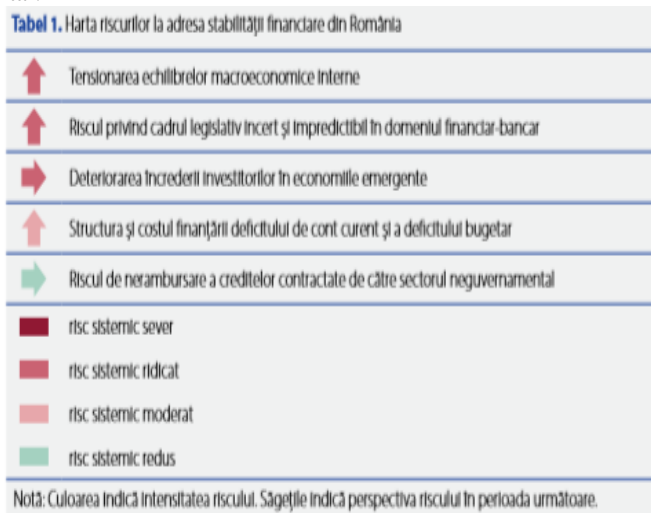 Tabel 1. Harta riscurilor la adresa stabilității financiare din România
Tensionarea echilibrelor macroeconomice interne
Riscul privind cadrul legislativ incert și impredictibil în domeniul financiar-bancar
Deteriorarea încrederii investitorilor în economiile emergente
Structura și costul finanțării deficitului de cont curent și a deficitului bugetar
Riscul de nerambursare a creditelor contractate de către sectorul neguvernamental
risc sistemic sever
risc sistemic ridicat
risc sistemic moderat
risc sistemic redus
Notă: Culoarea indică intensitatea riscului. Săgețile indică perspectiva riscului în perioada următoare.